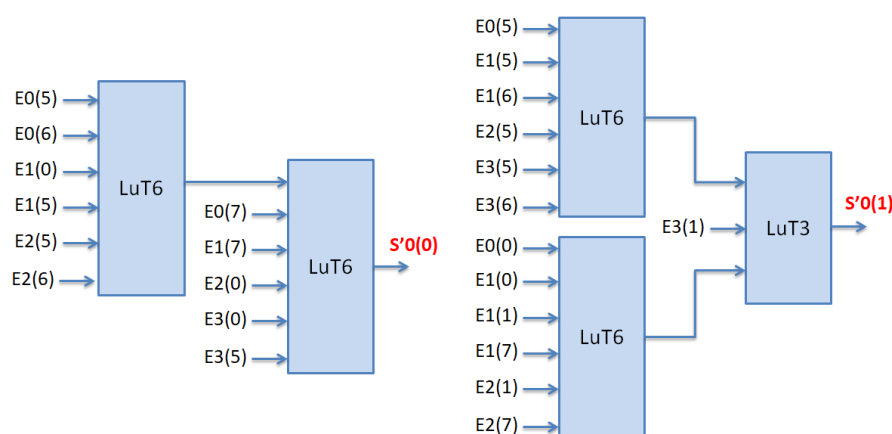 E0(5)
E0(6)
E1(0)
E1(5)
E2(5)
E2(6)
LuT6
E0(7)
E1(7)
E2(0)
E3(0)
E3(5)
LuT6
S'0(0)
E0(5)
E1(5)
E1(6)
E2(5)
E3(5)
E3(6)
LuT6
E3(1)
LuT3
S'0(1)
E0(0)
E1(0)
E1(1)
E1(7)
E2(1)
E2(7)
LuT6